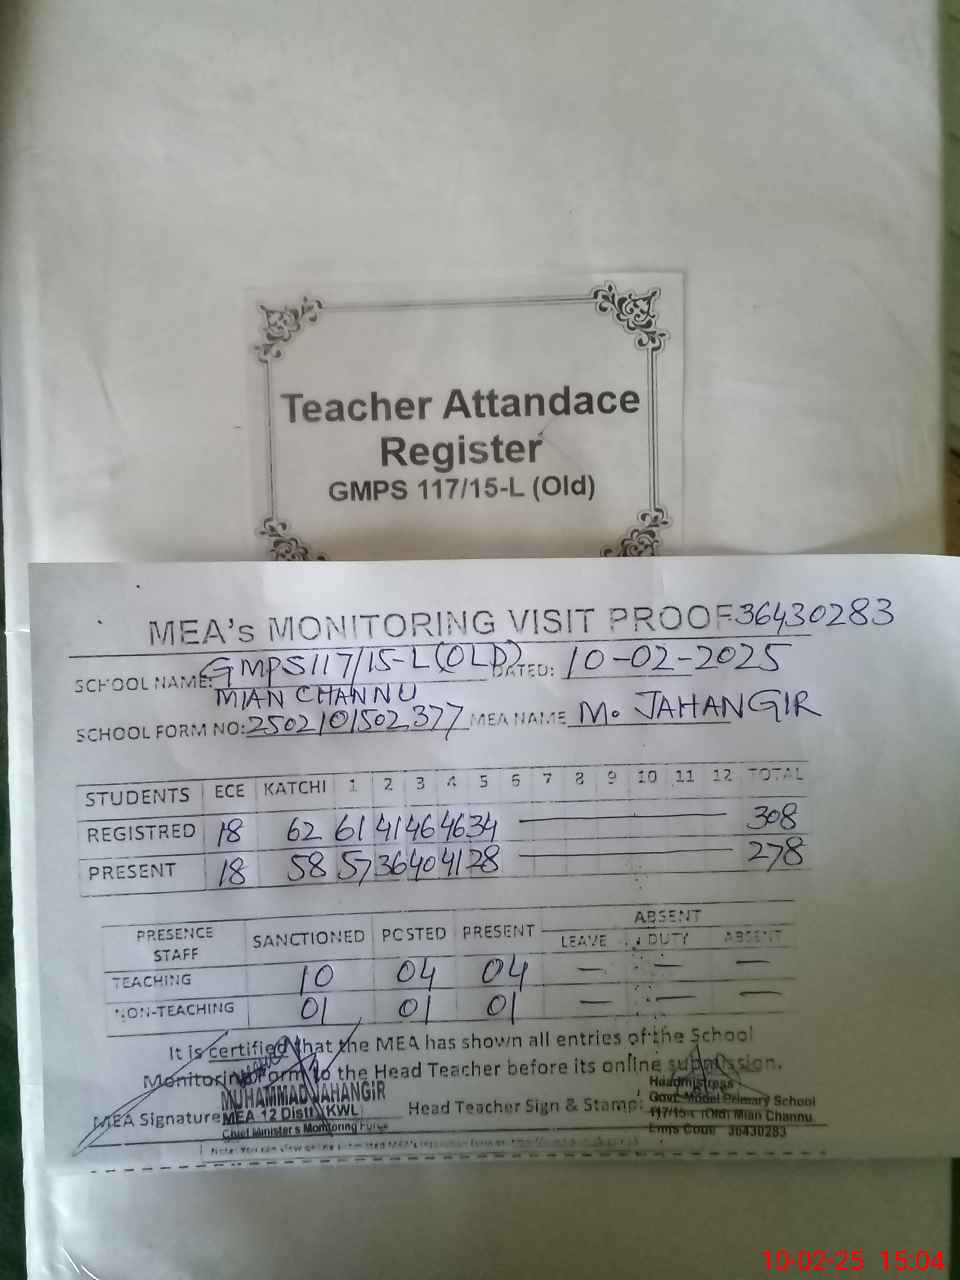 Teacher Attandace
Register
GMPS 117/15-L (Old)
MEA's MONITORING VISIT PROOF 36430283
SCHOOL NAME: GMPS 117/15-L (OLD) DATED: 10-02-2025
MIAN CHANNU
SCHOOL FORM NO: 2502101502377 MEA NAME M. JAHANGIR
STUDENTS ECE KATCHI 1 2 3 4 5 6 7 8 9 10 11 12 TOTAL
REGISTRED 18 62 61 41 46 46 34 — 308
PRESENT 18 58 57 36 40 41 28 — 278
ABSENT
PRESENCE STAFF SANCTIONED POSTED PRESENT LEAVE DUTY ABSENT
TEACHING 10 04 04 — — —
NON-TEACHING 01 01 01 — — —
It is certified that the MEA has shown all entries of the School
Monitoring Form to the Head Teacher before its online submission.
MUHAMMAD JAHANGIR
MEA Signature MEA 12 Distt KWL
Chief Minister's Monitoring Force
Head Teacher Sign & Stamp:
Headmistress
Govt. Model Primary School
117/15-L (Old) Mian Channu
Emis Code 36430283
10-02-25 15:04